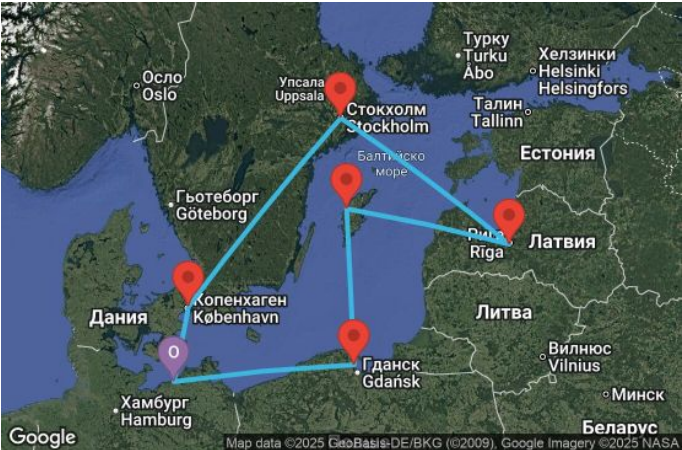 Турку
Turku
Åbo
Хелзинки
Helsinki
Helsingfors
Осло
Oslo
Упсала
Uppsala
Стокхолм
Stockholm
Талин
Tallinn
Естония
Балтийско
море
Гьотеборг
Göteborg
Рига
Rīga
Латвия
Копенхаген
København
Дания
Литва
O
Вилнюс
Vilnius
Гданск
Gdańsk
Минск
Хамбург
Hamburg
Беларус
Google
Map data ©2025 GeoBasis-DE/BKG (©2009), Google Imagery ©2025 NASA